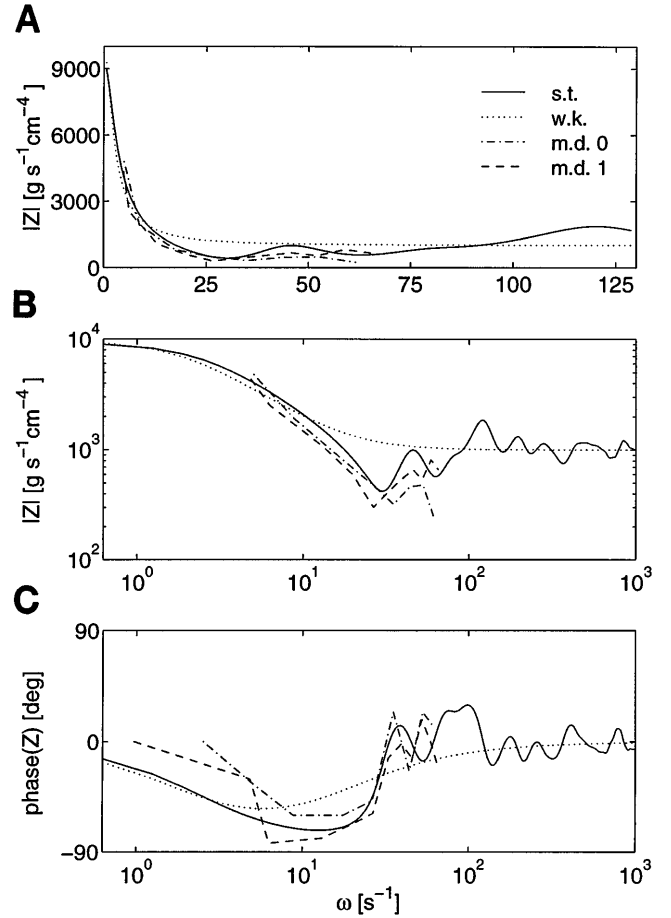 A
|Z| [g s⁻¹cm⁻⁴]
9000
6000
3000
0
0 25 50 75 100 125
s.t.
w.k.
m.d. 0
m.d. 1
B
|Z| [g s⁻¹cm⁻⁴]
10⁴
10³
10²
10⁰ 10¹ 10² 10³
C
phase(Z) [deg]
90
0
−90
10⁰ 10¹ 10² 10³
ω [s⁻¹]